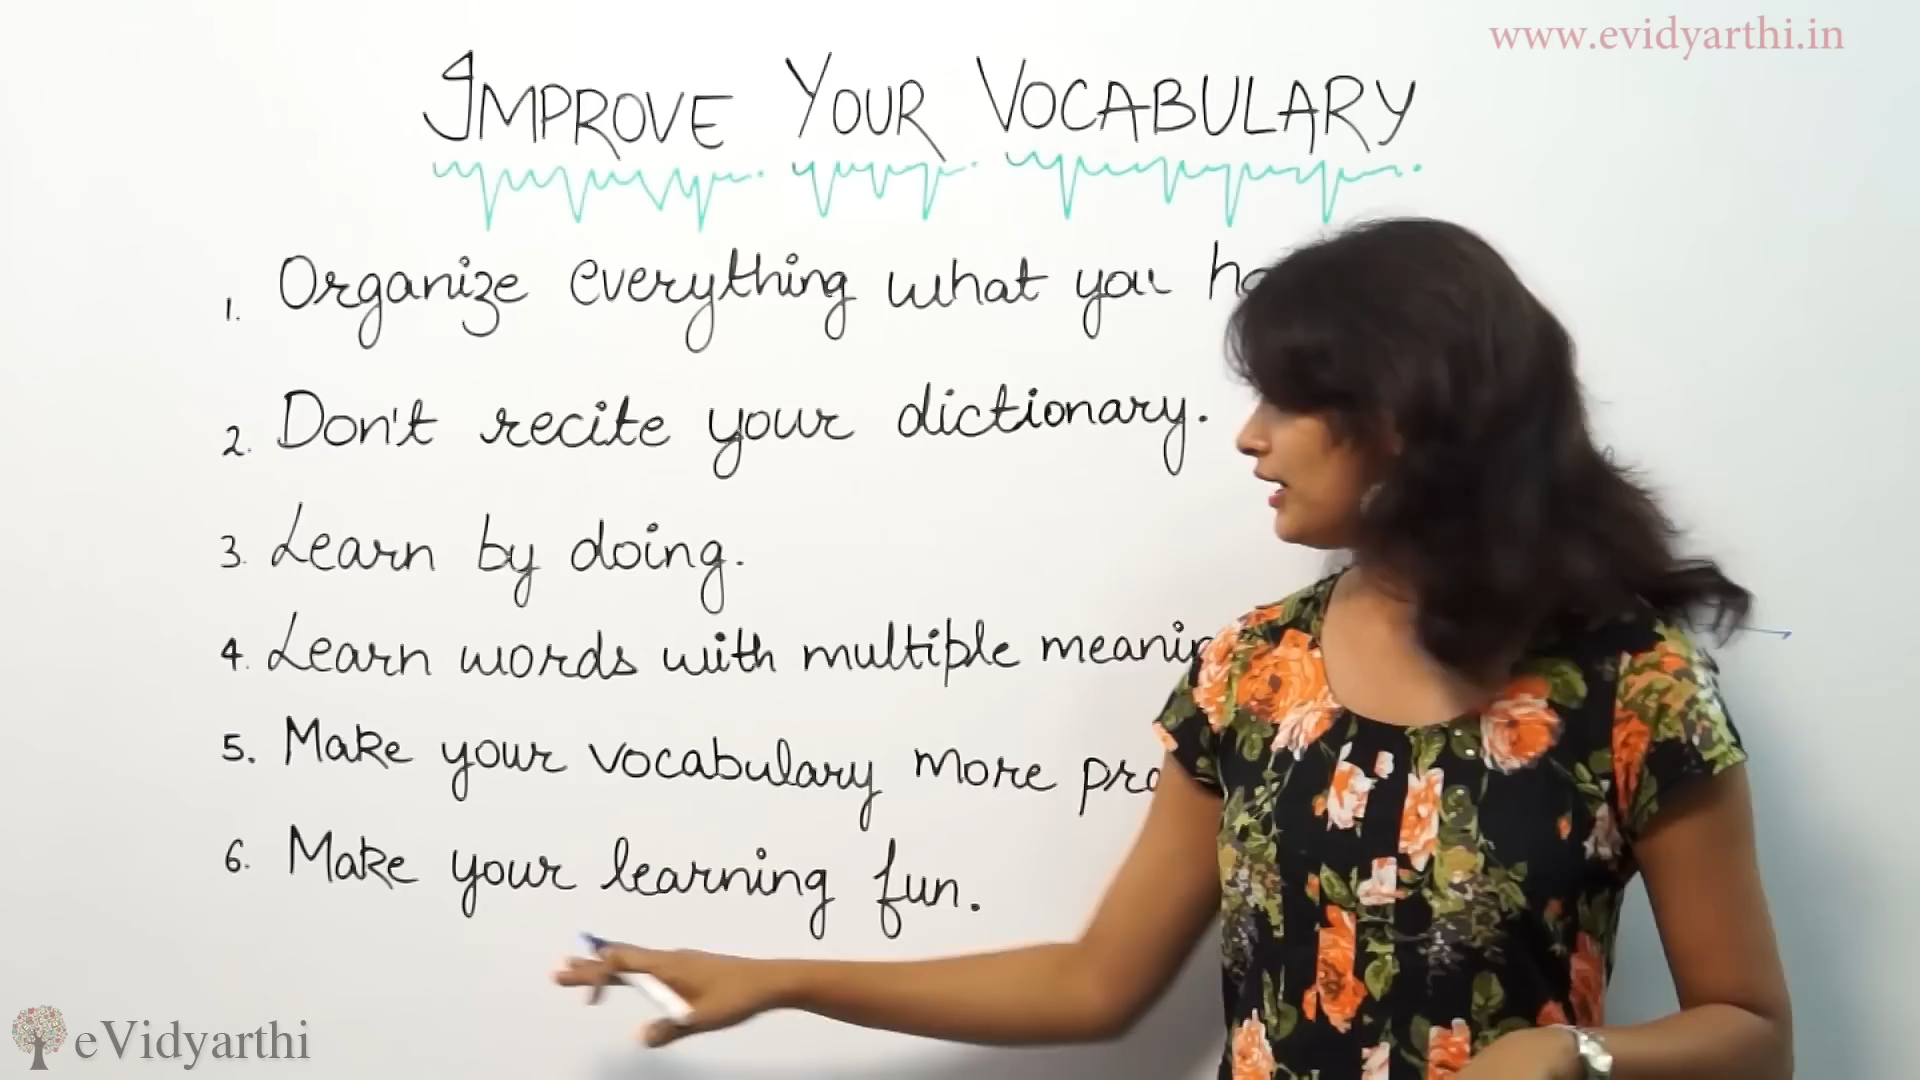 www.evidyarthi.in
IMPROVE YOUR VOCABULARY
1. Organize everything what you
2. Don't recite your dictionary.
3. Learn by doing.
4. Learn words with multiple
5. Make your vocabulary more
6. Make your learning fun.
eVidyarthi